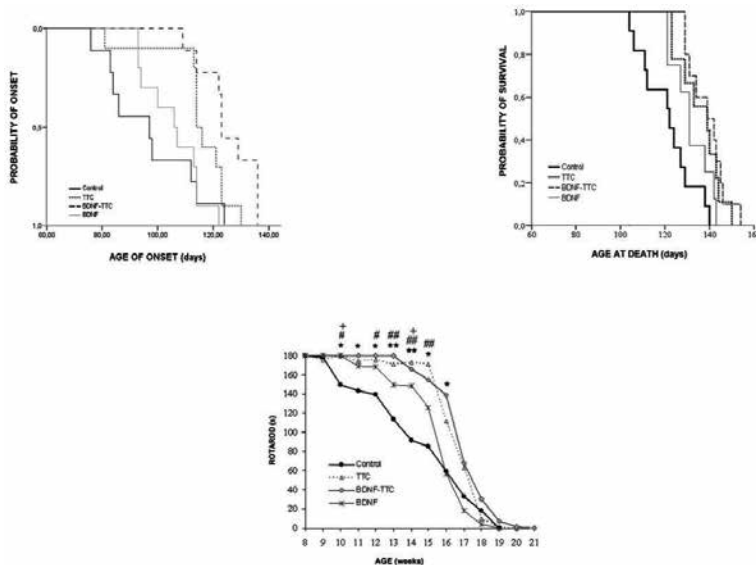 PROBABILITY OF ONSET
0,0
0,5
1,0
Control
TTC
BDNF-TTC
BDNF
60,00 80,00 100,00 120,00 140,00
AGE OF ONSET (days)
PROBABILITY OF SURVIVAL
1,0
0,8
0,6
0,4
0,2
0,0
Control
TTC
BDNF-TTC
BDNF
60 80 100 120 140 160
AGE AT DEATH (days)
+ +
# # ## ## ##
* * * ** ** * *
ROTAROD (s)
180
160
140
120
100
80
60
40
20
0
Control
TTC
BDNF-TTC
BDNF
8 9 10 11 12 13 14 15 16 17 18 19 20 21
AGE (weeks)